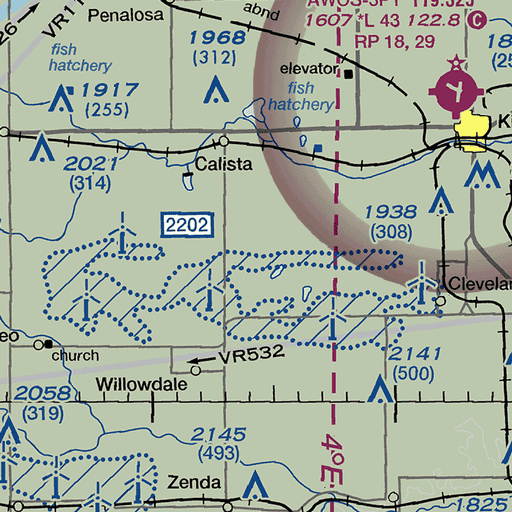 AWOS-3PT 119.325
1607 *L 43 122.8 C
RP 18, 29
26
VR11
Penalosa
abnd
1968
(312)
fish
hatchery
elevator
1917
(255)
fish
hatchery
2021
(314)
Calista
2202
1938
(308)
Clevelan
church
VR532
2141
(500)
Willowdale
2058
(319)
2145
(493)
4°E
Zenda
1825